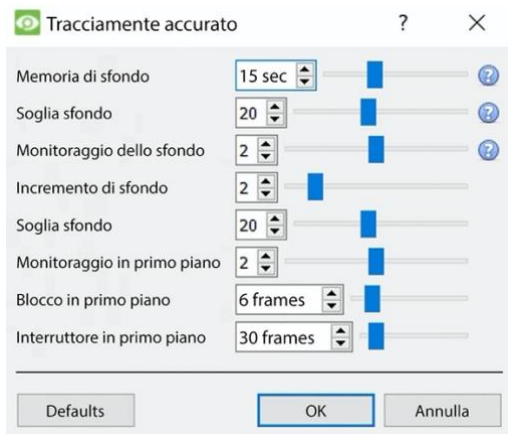 Tracciamente accurato ?
Memoria di sfondo 15 sec ?
Soglia sfondo 20 ?
Monitoraggio dello sfondo 2 ?
Incremento di sfondo 2
Soglia sfondo 20
Monitoraggio in primo piano 2
Blocco in primo piano 6 frames
Interruttore in primo piano 30 frames
Defaults OK Annulla